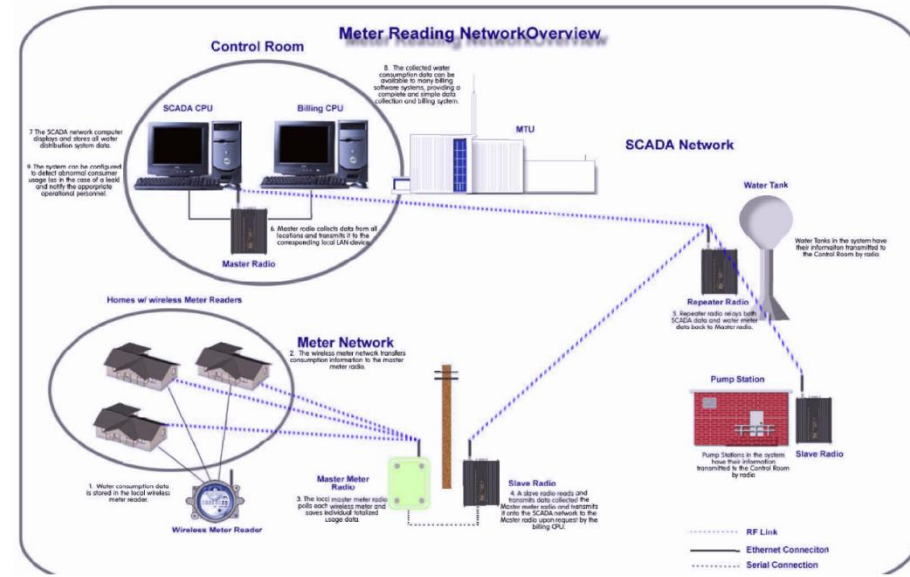 Meter Reading NetworkOverview
Control Room
SCADA CPU
Billing CPU
8. The collected water
consumption data can be
available to many billing
software systems, providing a
complete and simple data
collection and billing system.
MTU
SCADA Network
7 The SCADA network computer
displays and stores all water
distribution system data.
9. The system can be configured
to detect abnormal consumer
usage (as in the case of a leak)
and notify the apporpriate
operational personnel.
6. Master radio collects data from all
locations and transmits it to the
corresponding local LAN device.
Master Radio
Water Tank
Water Tanks in the system have
their informaiton transmitted
to the Control Room by radio
Repeater Radio
5. Repeater radio relays both
SCADA data and water meter
data back to Master radio.
Homes w/ wireless Meter Readers
Meter Network
2. The wireless meter network transfers
consumption information to the master
meter radio.
Pump Station
Slave Radio
Pump Stations in the system
have their information
transmitted to the Control Room
by radio
1. Water consumption data
is stored in the local wireless
meter reader.
Wireless Meter Reader
Master Meter
Radio
3. The local master meter radio
polls each wireless meter and
saves individual totalized
usage data.
Slave Radio
4. A slave radio reads and
transmits data collected the
Master meter radio and transmits
it onto the SCADA network to the
Master radio upon request by the
billing CPU.
RF Link
Ethernet Conneciton
Serial Connection